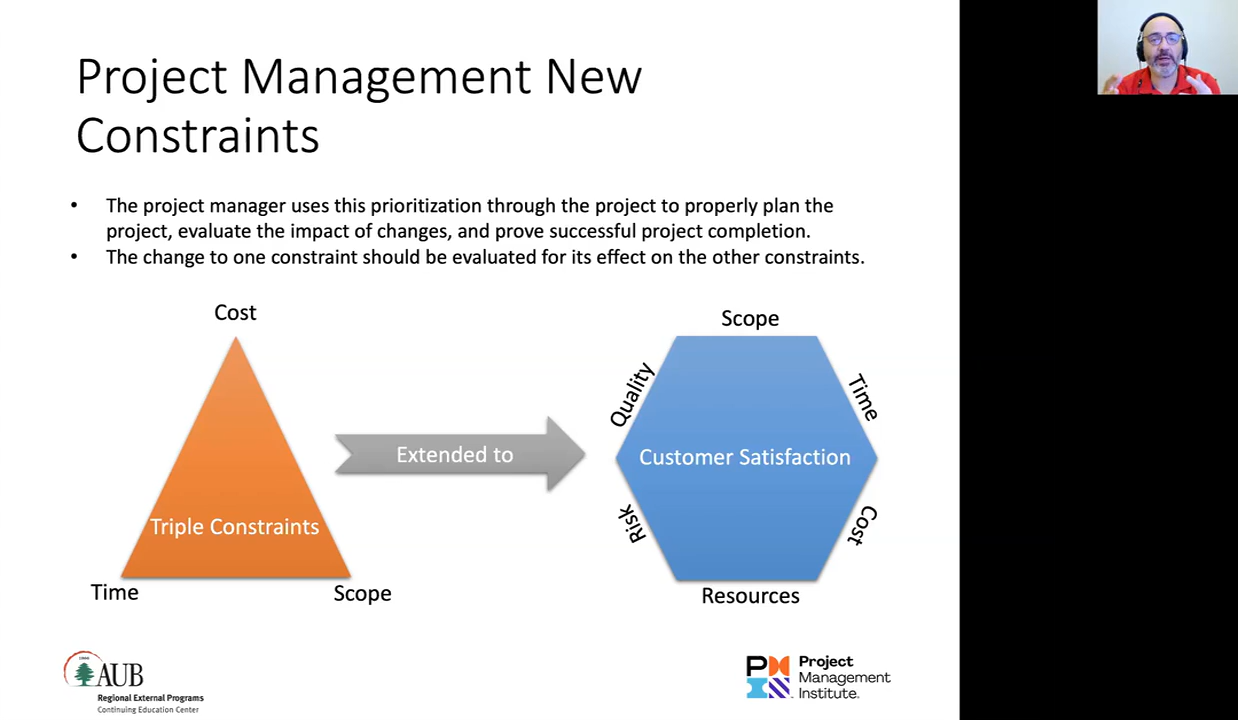 Project Management New
Constraints
• The project manager uses this prioritization through the project to properly plan the
project, evaluate the impact of changes, and prove successful project completion.
• The change to one constraint should be evaluated for its effect on the other constraints.
Cost
Triple Constraints
Time
Scope
Extended to
Scope
Quality
Time
Customer Satisfaction
Risk
Cost
Resources
1866
AUB
Regional External Programs
Continuing Education Center
Project
Management
Institute.